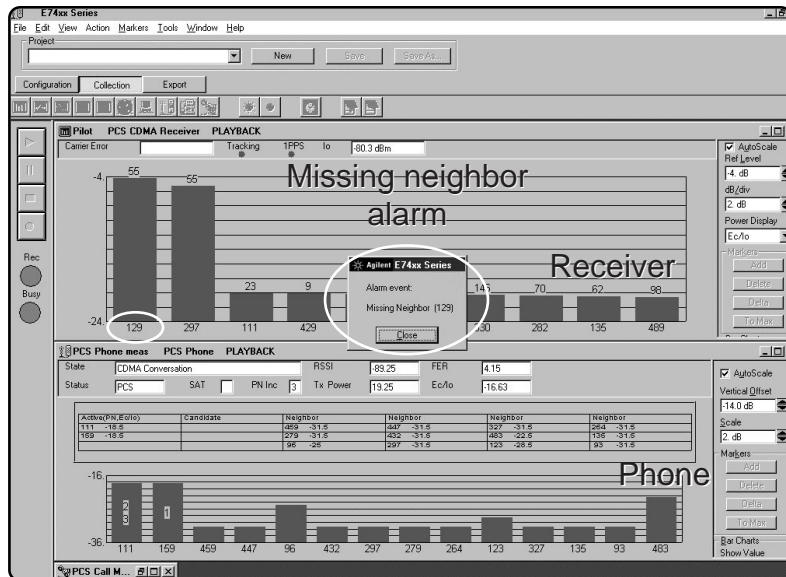 E74xx Series
File Edit View Action Markers Tools Window Help
Project
New Save Save As...
Configuration Collection Export
Pilot PCS CDMA Receiver PLAYBACK
Carrier Error Tracking 1PPS Io -80.3 dBm
AutoScale
Ref Level
-4. dB
dB/div
2. dB
Power Display
Ec/Io
Markers
Add
Delete
Delta
To Max
Rec
Busy
Missing neighbor
alarm
Receiver
-4.
55 55 23 9 145 70 62 98
-24.
129 297 111 429 282 135 489
Agilent E74xx Series
Alarm event:
Missing Neighbor (129)
Close
PCS Phone meas PCS Phone PLAYBACK
State CDMA Conversation RSSI -89.25 FER 4.15
Status PCS SAT PN Inc 3 Tx Power 19.25 Ec/Io -16.63
AutoScale
Vertical Offset
-14.0 dB
Scale
2. dB
Markers
Add
Delete
Delta
To Max
Bar Charts
Show Value
Active(PN,Ec/Io) Candidate Neighbor Neighbor Neighbor Neighbor
111 -18.5 459 -31.5 447 -31.5 327 -31.5 264 -31.5
159 -18.5 279 -31.5 432 -31.5 483 -22.5 135 -31.5
96 -25 297 -31.5 123 -28.5 93 -31.5
Phone
-16.
2
3
1
-36.
111 159 459 447 96 432 297 279 264 123 327 135 93 483
PCS Call M...